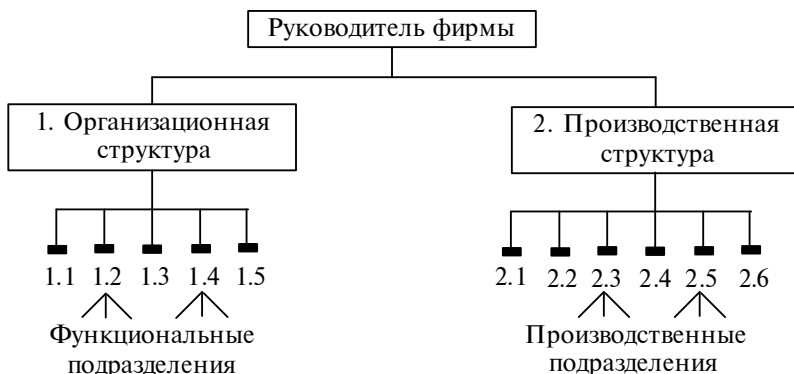 Руководитель фирмы
1. Организационная
структура
2. Производственная
структура
1.1 1.2 1.3 1.4 1.5
2.1 2.2 2.3 2.4 2.5 2.6
Функциональные
подразделения
Производственные
подразделения